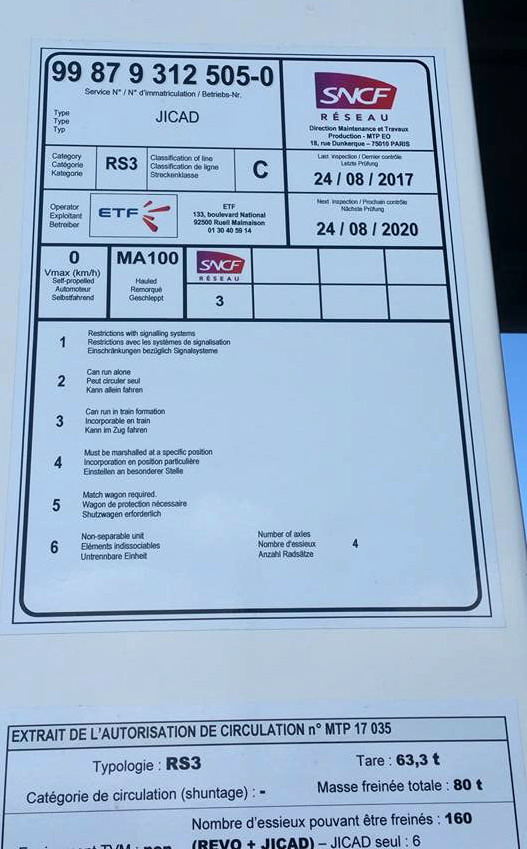 99 87 9 312 505-0
Service N° / N° d'immatriculation / Betriebs-Nr.
Type
Type
Typ
JICAD
SNCF
RÉSEAU
Direction Maintenance et Travaux
Production - MTP EO
18, rue Dunkerque – 75010 PARIS
Category
Catégorie
Kategorie
RS3
Classification of line
Classification de ligne
Streckenklasse
C
Last inspection / Dernier contrôle
Letzte Prüfung
24 / 08 / 2017
Operator
Exploitant
Betreiber
ETF
ETF
133, boulevard National
92500 Rueil Malmaison
01 30 40 59 14
Next inspection / Prochain contrôle
Nächste Prüfung
24 / 08 / 2020
0
Vmax (km/h)
Self-propelled
Automoteur
Selbstfahrend
MA100
Hauled
Remorqué
Geschleppt
SNCF
RÉSEAU
3
1
Restrictions with signalling systems
Restrictions avec les systèmes de signalisation
Einschränkungen bezüglich Signalsysteme
2
Can run alone
Peut circuler seul
Kann allein fahren
3
Can run in train formation
Incorporable en train
Kann im Zug fahren
4
Must be marshalled at a specific position
Incorporation en position particulière
Einstellen an besonderer Stelle
5
Match wagon required.
Wagon de protection nécessaire
Shutzwagen erforderlich
6
Non-separable unit
Eléments indissociables
Untrennbare Einheit
Number of axles
Nombre d'essieux
Anzahl Radsätze
4
EXTRAIT DE L'AUTORISATION DE CIRCULATION n° MTP 17 035
Typologie : RS3
Tare : 63,3 t
Catégorie de circulation (shuntage) : -
Masse freinée totale : 80 t
Nombre d'essieux pouvant être freinés : 160
(REVO + JICAD) – JICAD seul : 6